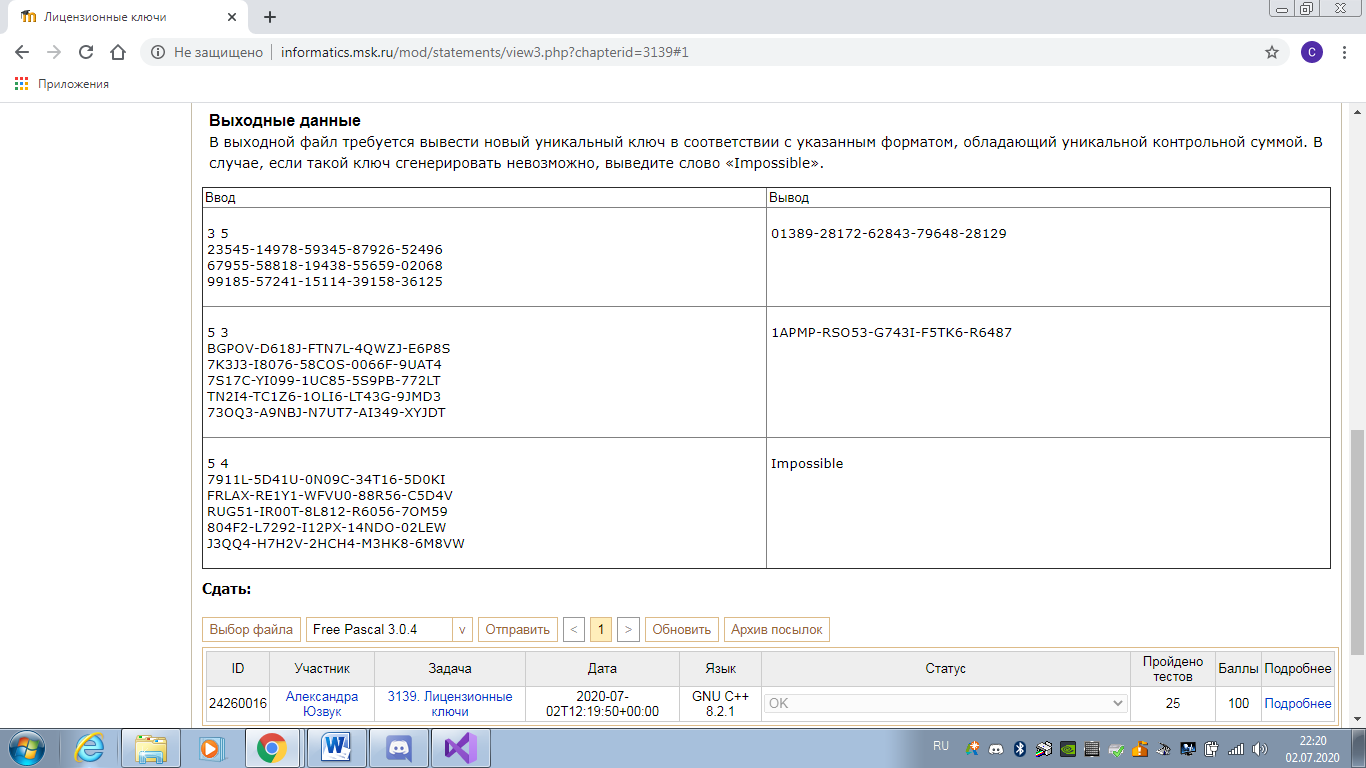 Лицензионные ключи
Не защищено informatics.msk.ru/mod/statements/view3.php?chapterid=3139#1
С
Приложения
Выходные данные
В выходной файл требуется вывести новый уникальный ключ в соответствии с указанным форматом, обладающий уникальной контрольной суммой. В
случае, если такой ключ сгенерировать невозможно, выведите слово «Impossible».
Ввод Вывод
3 5
23545-14978-59345-87926-52496
67955-58818-19438-55659-02068
99185-57241-15114-39158-36125
01389-28172-62843-79648-28129
5 3
BGPOV-D618J-FTN7L-4QWZJ-E6P8S
7K3J3-I8076-58COS-0066F-9UAT4
7S17C-YI099-1UC85-5S9PB-772LT
TN2I4-TC1Z6-1OLI6-LT43G-9JMD3
73OQ3-A9NBJ-N7UT7-AI349-XYJDT
1APMP-RSO53-G743I-F5TK6-R6487
5 4
7911L-5D41U-0N09C-34T16-5D0KI
FRLAX-RE1Y1-WFVU0-88R56-C5D4V
RUG51-IR00T-8L812-R6056-7OM59
804F2-L7292-I12PX-14NDO-02LEW
J3QQ4-H7H2V-2HCH4-M3HK8-6M8VW
Impossible
Сдать:
Выбор файла Free Pascal 3.0.4 v Отправить < 1 > Обновить Архив посылок
ID Участник Задача Дата Язык Статус Пройдено тестов Баллы Подробнее
24260016 Александра Юзвук 3139. Лицензионные ключи 2020-07-02T12:19:50+00:00 GNU C++ 8.2.1 OK 25 100 Подробнее
RU 22:20
02.07.2020